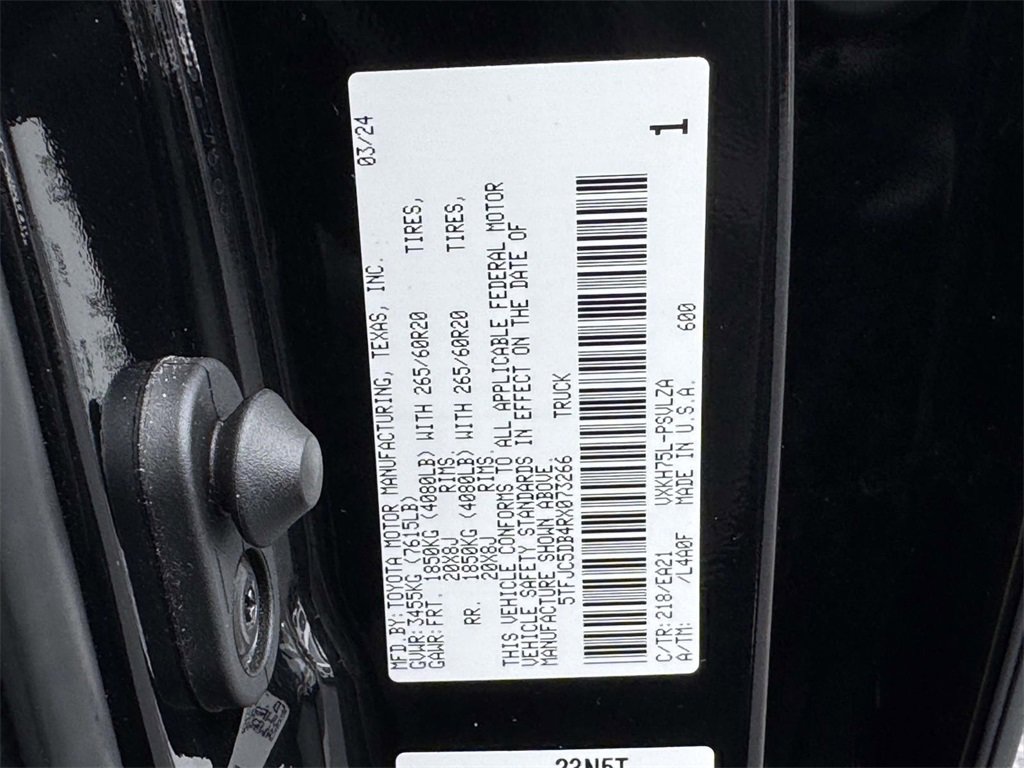 MFD.BY:TOYOTA MOTOR MANUFACTURING, TEXAS, INC. 03/24
GVWR:3455KG (7615LB)
GAWR:FRT. 1850KG (4080LB) WITH 265/60R20 TIRES,
20X8J RIMS.
RR. 1850KG (4080LB) WITH 265/60R20 TIRES,
20X8J RIMS.
THIS VEHICLE CONFORMS TO ALL APPLICABLE FEDERAL MOTOR
VEHICLE SAFETY STANDARDS IN EFFECT ON THE DATE OF
MANUFACTURE SHOWN ABOVE.
5TFJC5DB4RX073266 TRUCK
C/TR:218/EA21 VXKH75L-PSVLZA 600
A/TM: /L4A0F MADE IN U.S.A.
1
23N5T